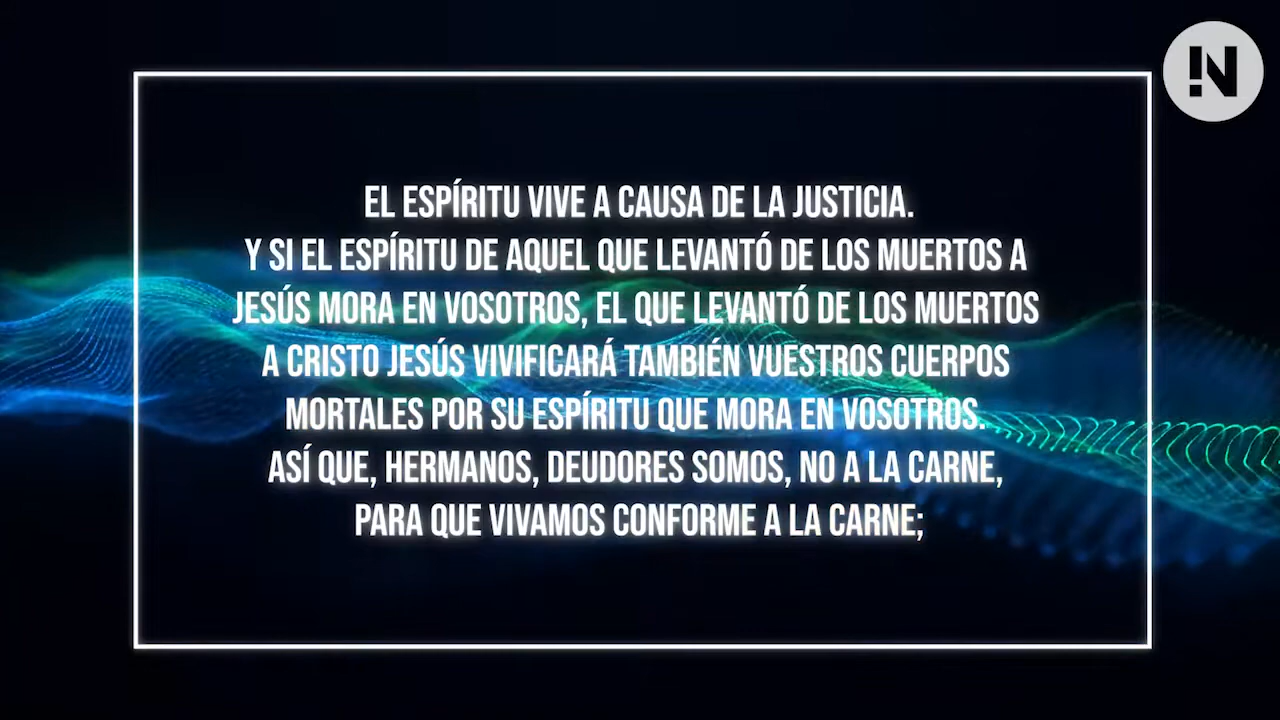 EL ESPÍRITU VIVE A CAUSA DE LA JUSTICIA.
Y SI EL ESPÍRITU DE AQUEL QUE LEVANTÓ DE LOS MUERTOS A
JESÚS MORA EN VOSOTROS, EL QUE LEVANTÓ DE LOS MUERTOS
A CRISTO JESÚS VIVIFICARÁ TAMBIÉN VUESTROS CUERPOS
MORTALES POR SU ESPÍRITU QUE MORA EN VOSOTROS.
ASÍ QUE, HERMANOS, DEUDORES SOMOS, NO A LA CARNE,
PARA QUE VIVAMOS CONFORME A LA CARNE;
!N